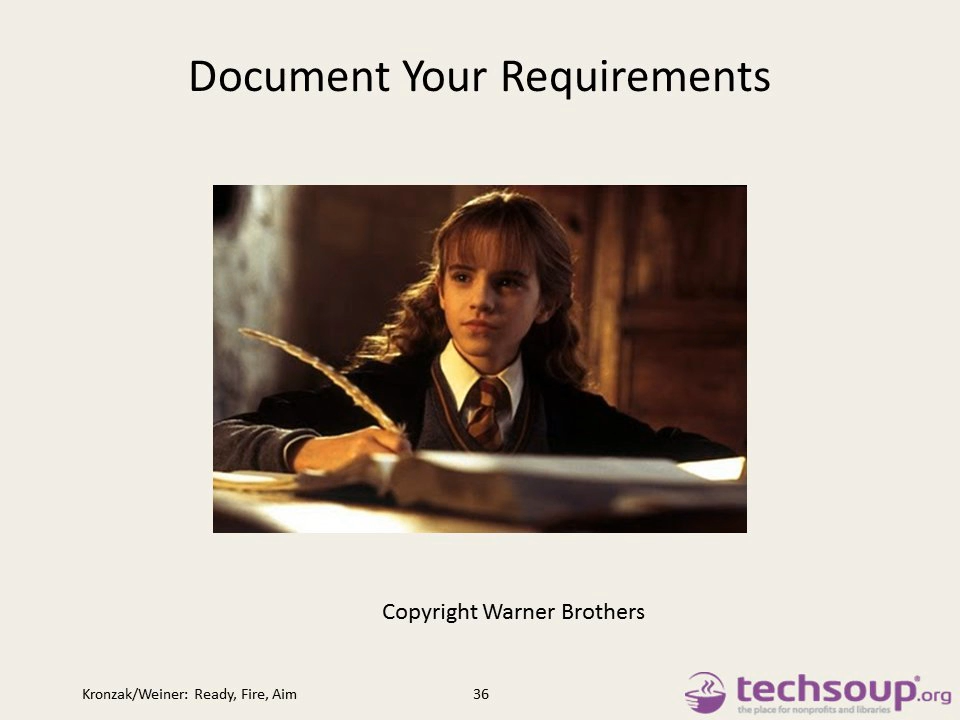 Document Your Requirements
Copyright Warner Brothers
Kronzak/Weiner: Ready, Fire, Aim
36
techsoup®.org
the place for nonprofits and libraries